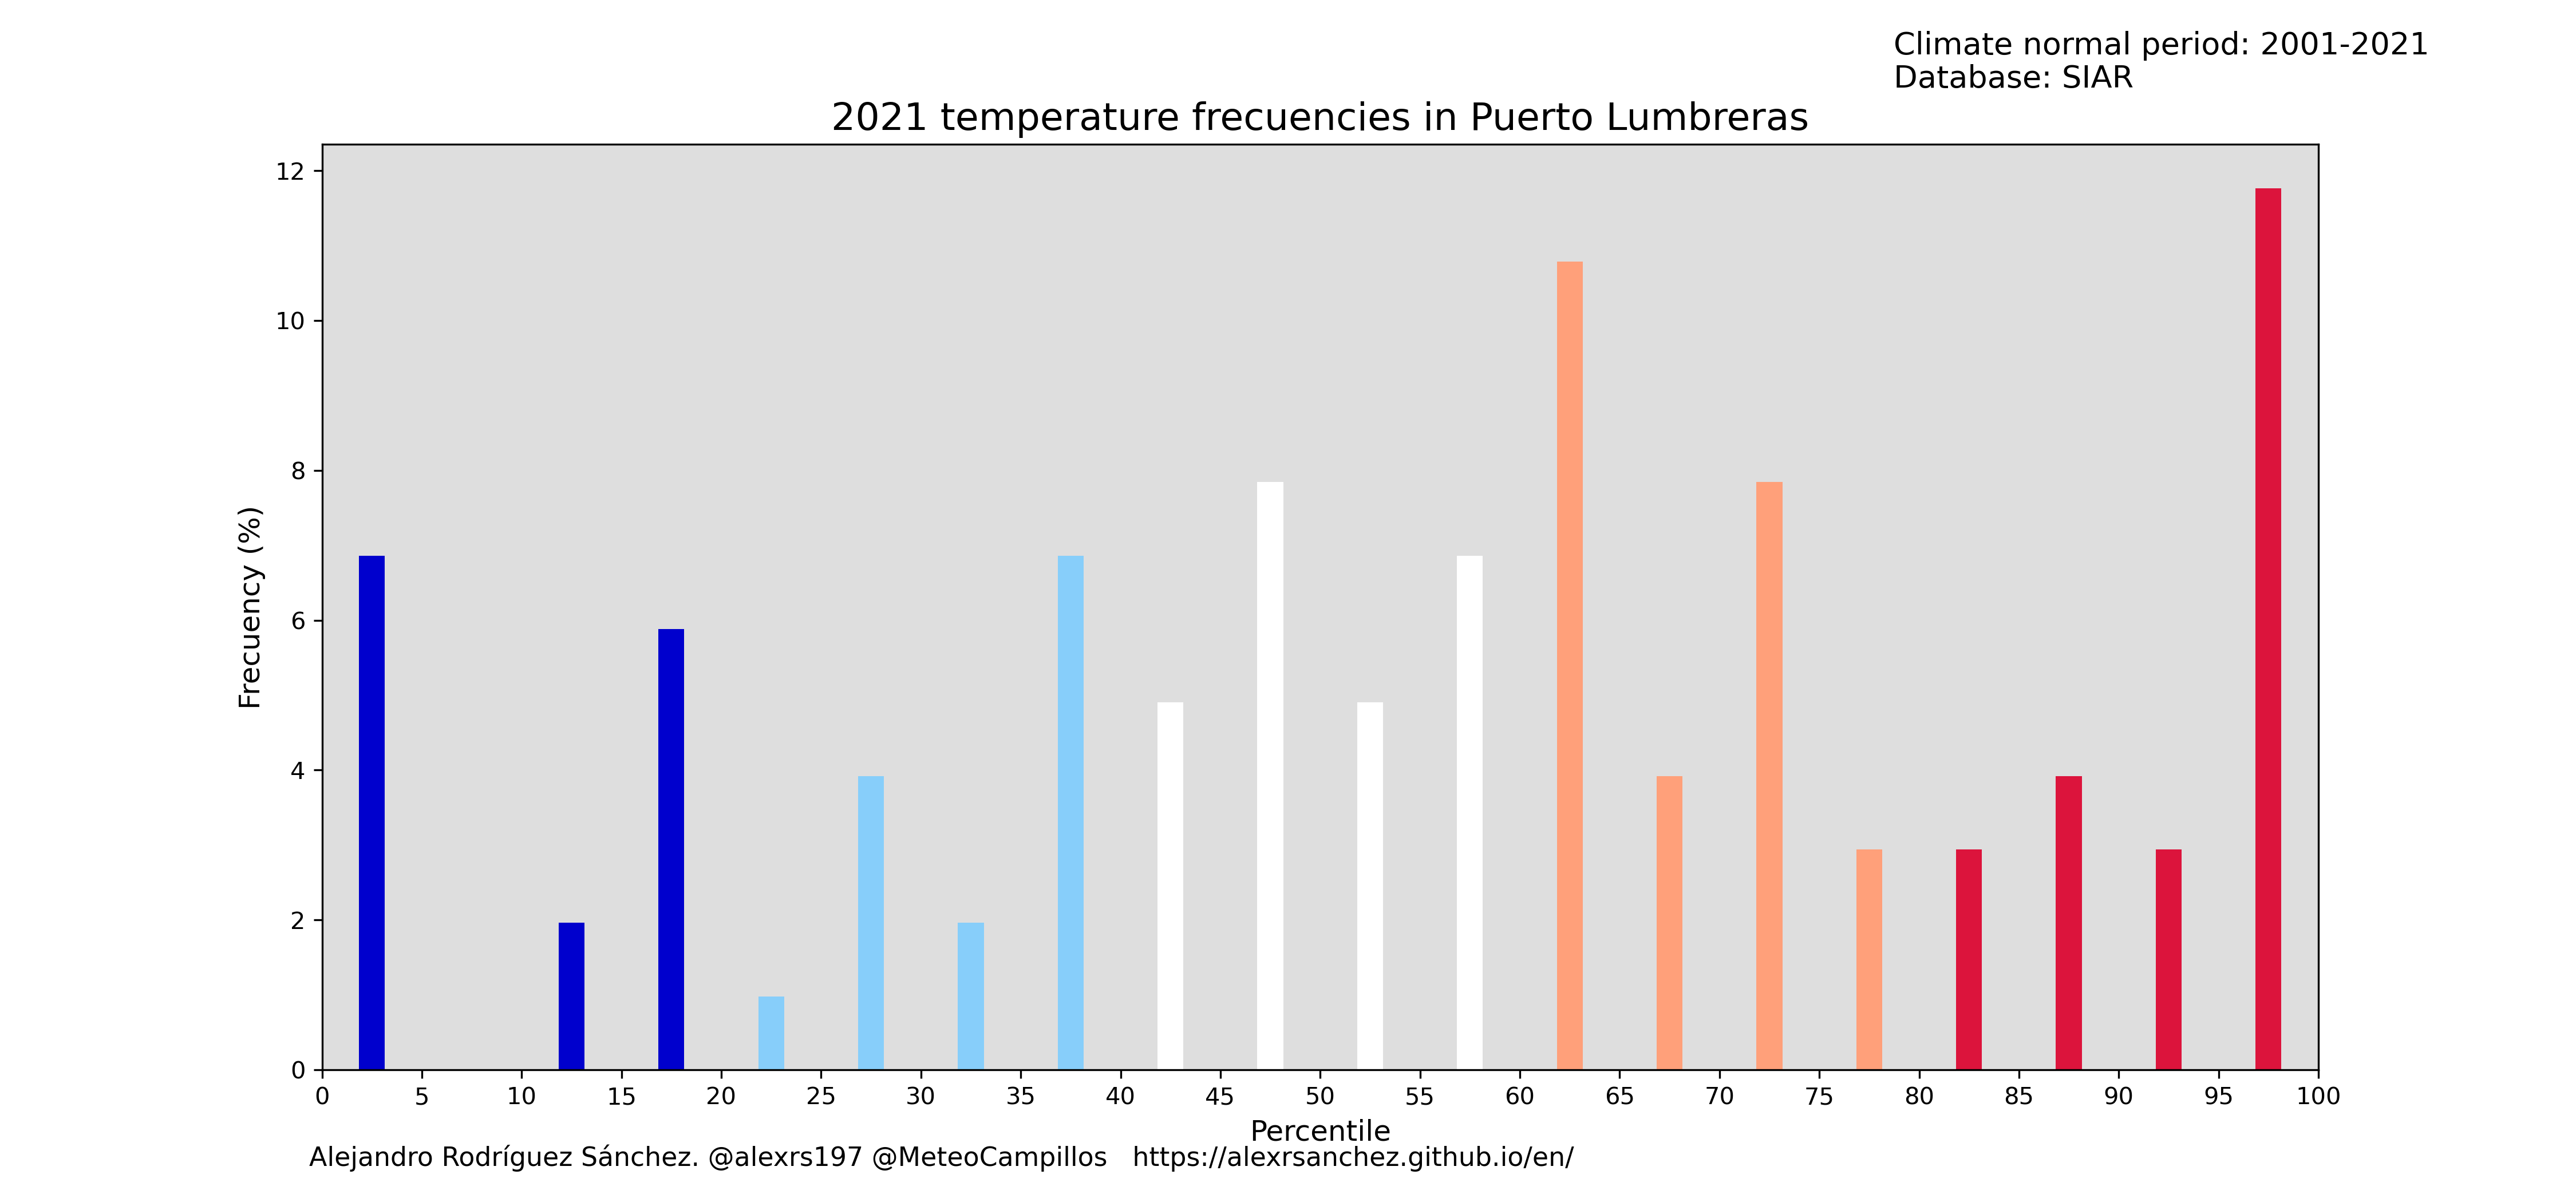 Climate normal period: 2001-2021
Database: SIAR
2021 temperature frecuencies in Puerto Lumbreras
12
10
8
6
4
2
0
Frecuency (%)
0 5 10 15 20 25 30 35 40 45 50 55 60 65 70 75 80 85 90 95 100
Percentile
Alejandro Rodríguez Sánchez. @alexrs197 @MeteoCampillos https://alexrsanchez.github.io/en/